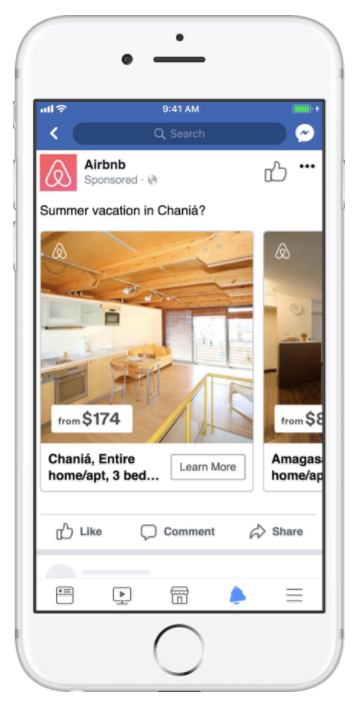 9:41 AM
Search
Airbnb
Sponsored ·
Summer vacation in Chaniá?
from $174
from $8
Chaniá, Entire
home/apt, 3 bed...
Learn More
Amagas
home/ap
Like
Comment
Share